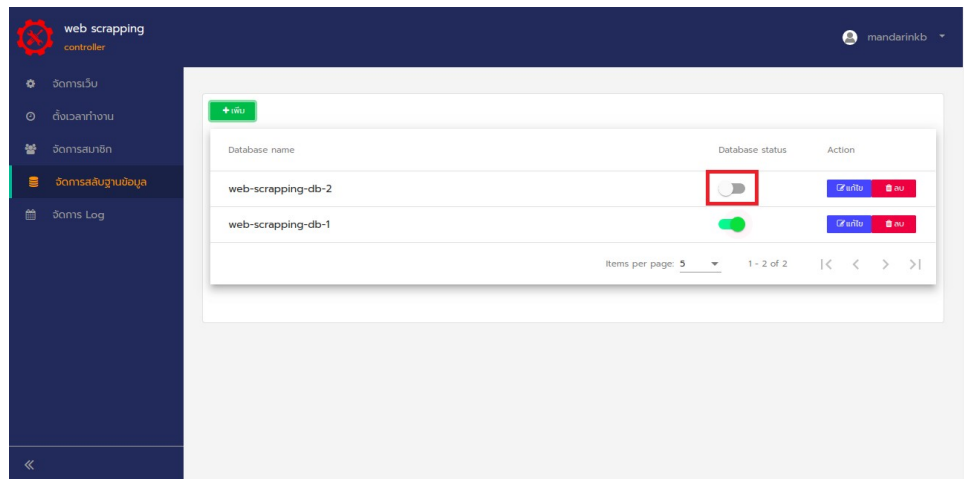 web scrapping
controller
mandarinkb
จัดการเว็บ
ตั้งเวลาทำงาน
จัดการสมาชิก
จัดการสลับฐานข้อมูล
จัดการ Log
+เพิ่ม
Database name Database status Action
web-scrapping-db-2 แก้ไข ลบ
web-scrapping-db-1 แก้ไข ลบ
Items per page: 5 1 - 2 of 2